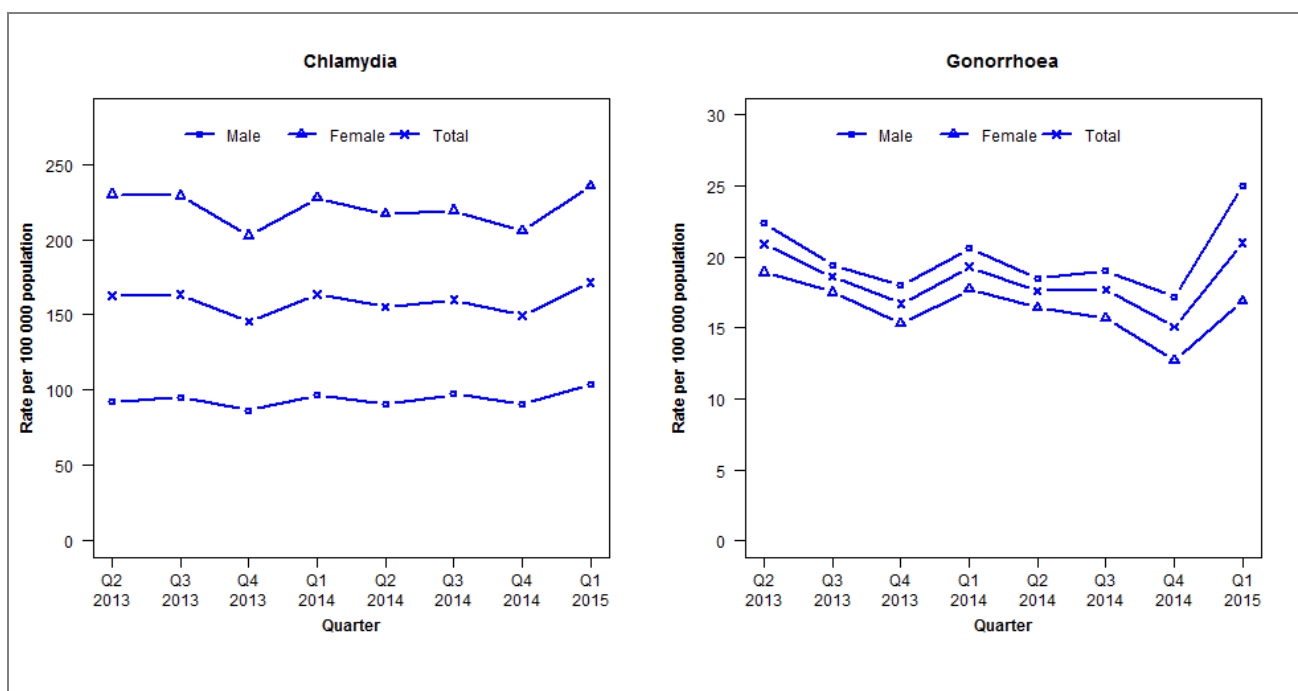 Chlamydia
Male Female Total
Rate per 100 000 population
250
200
150
100
50
0
Q2 Q3 Q4 Q1 Q2 Q3 Q4 Q1
2013 2013 2013 2014 2014 2014 2014 2015
Quarter
Gonorrhoea
Male Female Total
Rate per 100 000 population
30
25
20
15
10
5
0
Q2 Q3 Q4 Q1 Q2 Q3 Q4 Q1
2013 2013 2013 2014 2014 2014 2014 2015
Quarter